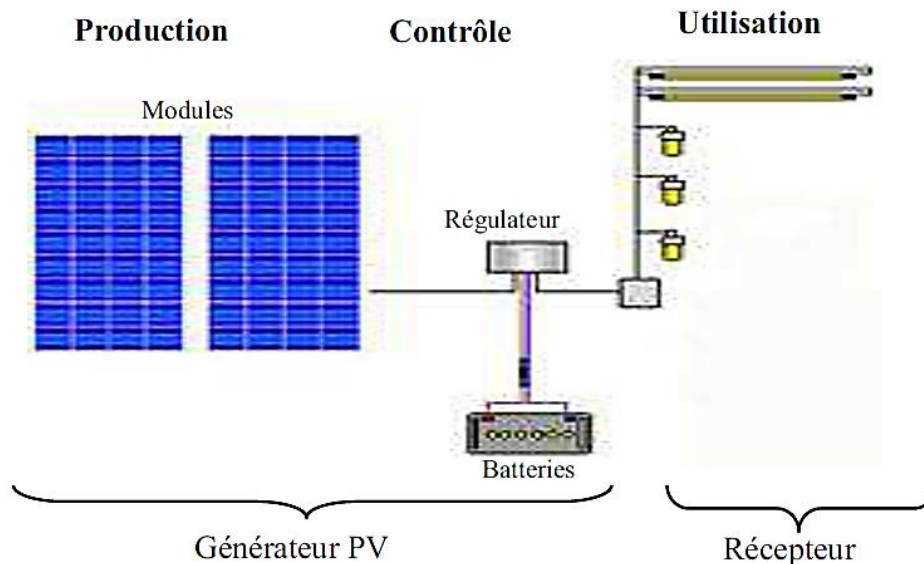 Production
Contrôle
Utilisation
Modules
Régulateur
Batteries
Générateur PV
Récepteur